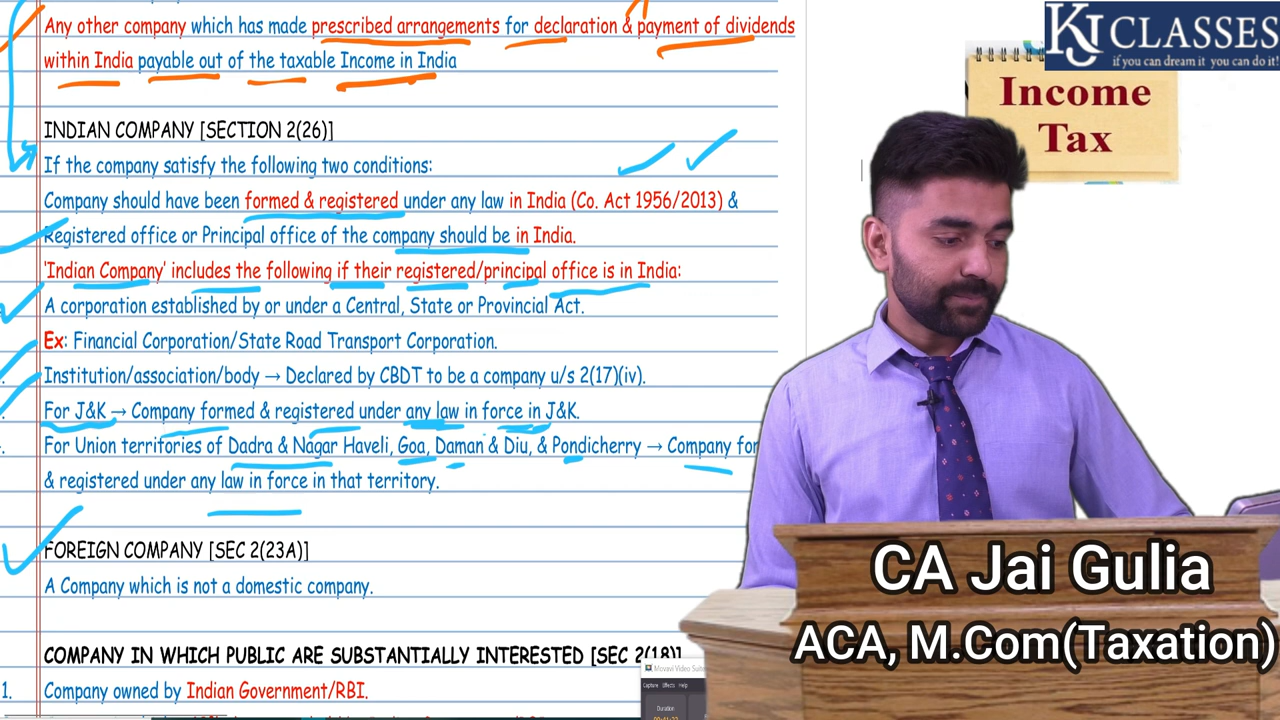 Any other company which has made prescribed arrangements for declaration & payment of dividends
within India payable out of the taxable Income in India
INDIAN COMPANY [SECTION 2(26)]
If the company satisfy the following two conditions:
Company should have been formed & registered under any law in India (Co. Act 1956/2013) &
Registered office or Principal office of the company should be in India.
'Indian Company' includes the following if their registered/principal office is in India:
A corporation established by or under a Central, State or Provincial Act.
Ex: Financial Corporation/State Road Transport Corporation.
Institution/association/body → Declared by CBDT to be a company u/s 2(17)(iv).
For J&K → Company formed & registered under any law in force in J&K.
For Union territories of Dadra & Nagar Haveli, Goa, Daman & Diu, & Pondicherry → Company for
& registered under any law in force in that territory.
FOREIGN COMPANY [SEC 2(23A)]
A Company which is not a domestic company.
COMPANY IN WHICH PUBLIC ARE SUBSTANTIALLY INTERESTED [SEC 2(18)]
1. Company owned by Indian Government/RBI.
KJ CLASSES
if you can dream it you can do it!
Income
Tax
CA Jai Gulia
ACA, M.Com(Taxation)
Movavi Video Suite
Capture Effects Help
Duration